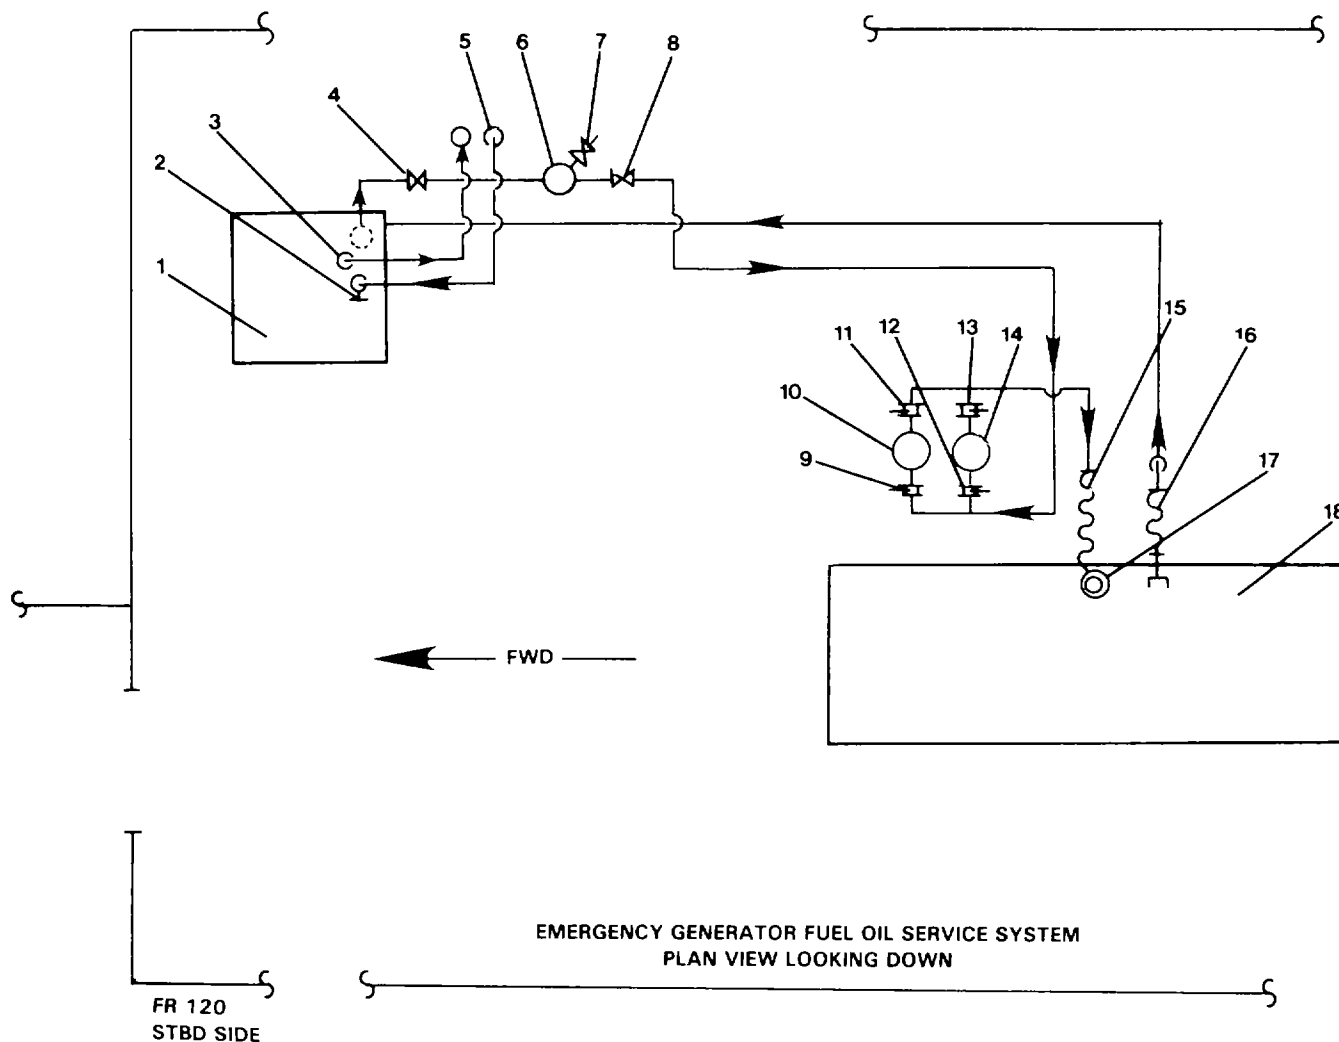 5 6 7 8
4
3
2
1
15
11 12 13 14 16
10
9
17
18
FWD
EMERGENCY GENERATOR FUEL OIL SERVICE SYSTEM
PLAN VIEW LOOKING DOWN
FR 120
STBD SIDE